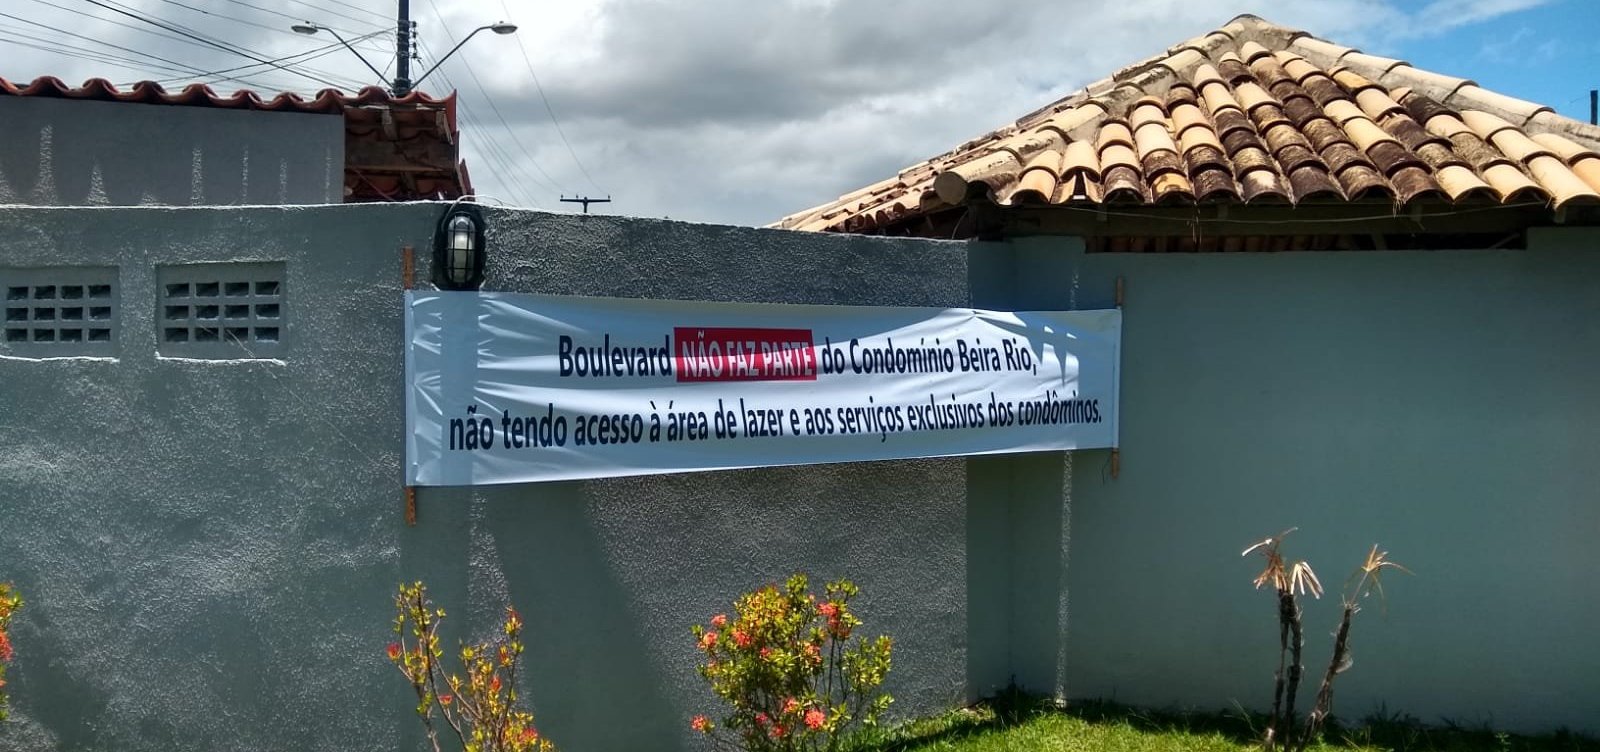 Boulevard NÃO FAZ PARTE do Condomínio Beira Rio,
não tendo acesso à área de lazer e aos serviços exclusivos dos condôminos.